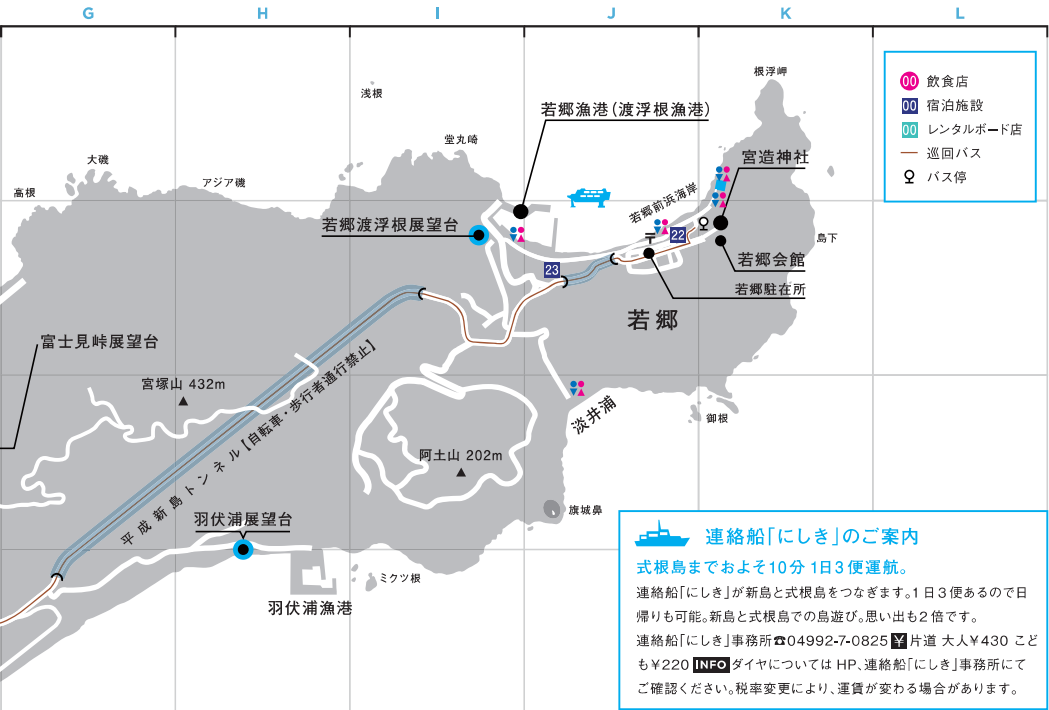 G H I J K L
根浮岬
浅根
若郷漁港(渡浮根漁港)
堂丸崎
宮造神社
大磯
アジア磯
高根
若郷前浜海岸
若郷渡浮根展望台
22
島下
若郷会館
23
若郷駐在所
若郷
富士見峠展望台
宮塚山 432m
平成新島トンネル【自転車・歩行者通行禁止】
淡井浦
御根
阿土山 202m
旗城鼻
羽伏浦展望台
ミクツ根
羽伏浦漁港
00 飲食店
00 宿泊施設
00 レンタルボード店
巡回バス
バス停
連絡船「にしき」のご案内
式根島までおよそ10分 1日3便運航。
連絡船「にしき」が新島と式根島をつなぎます。1日3便あるので日
帰りも可能。新島と式根島での島遊び。思い出も2倍です。
連絡船「にしき」事務所☎04992-7-0825 ¥ 片道 大人¥430 こど
も¥220 INFO ダイヤについては HP、連絡船「にしき」事務所にて
ご確認ください。税率変更により、運賃が変わる場合があります。